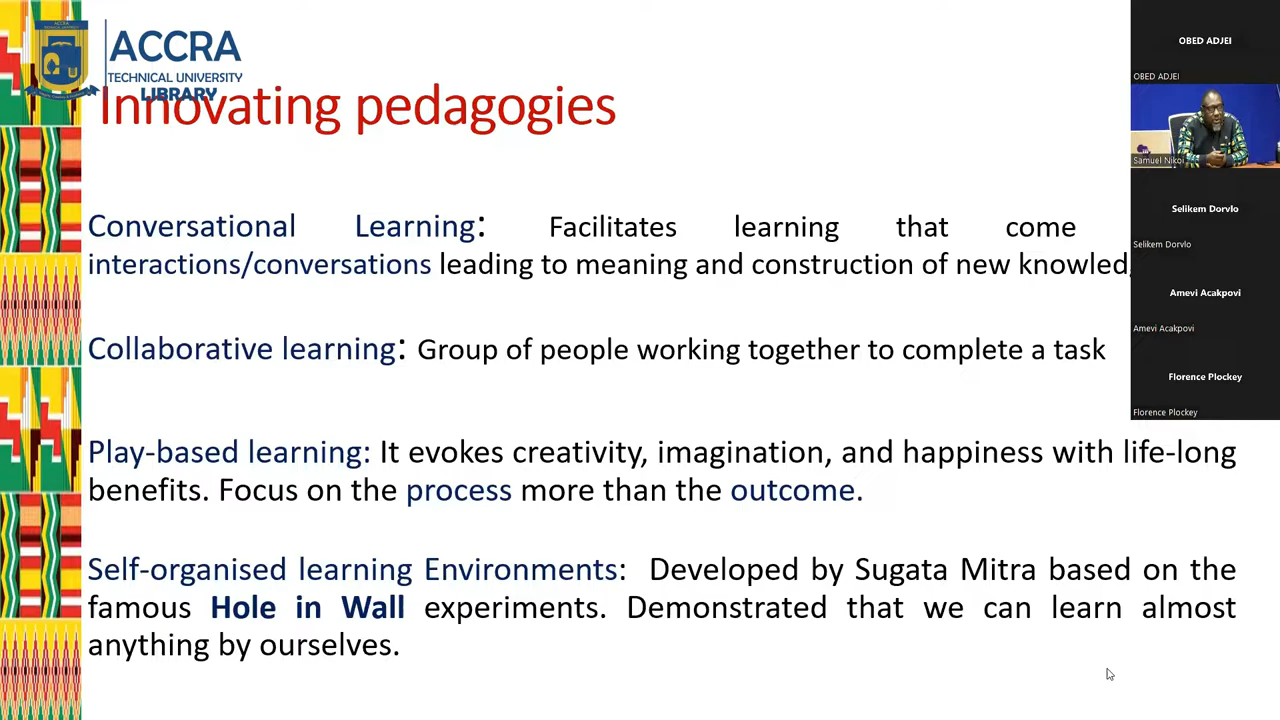 ACCRA
TECHNICAL UNIVERSITY
LIBRARY
Innovating pedagogies
Conversational Learning: Facilitates learning that come
interactions/conversations leading to meaning and construction of new
Collaborative learning: Group of people working together to complete a task
Play-based learning: It evokes creativity, imagination, and happiness with life-long
benefits. Focus on the process more than the outcome.
Self-organised learning Environments: Developed by Sugata Mitra based on the
famous Hole in Wall experiments. Demonstrated that we can learn almost
anything by ourselves.
OBED ADJEI
OBED ADJEI
Samuel Nikoi
Selikem Dorvlo
Selikem Dorvlo
Amevi Acakpovi
Amevi Acakpovi
Florence Plockey
Florence Plockey